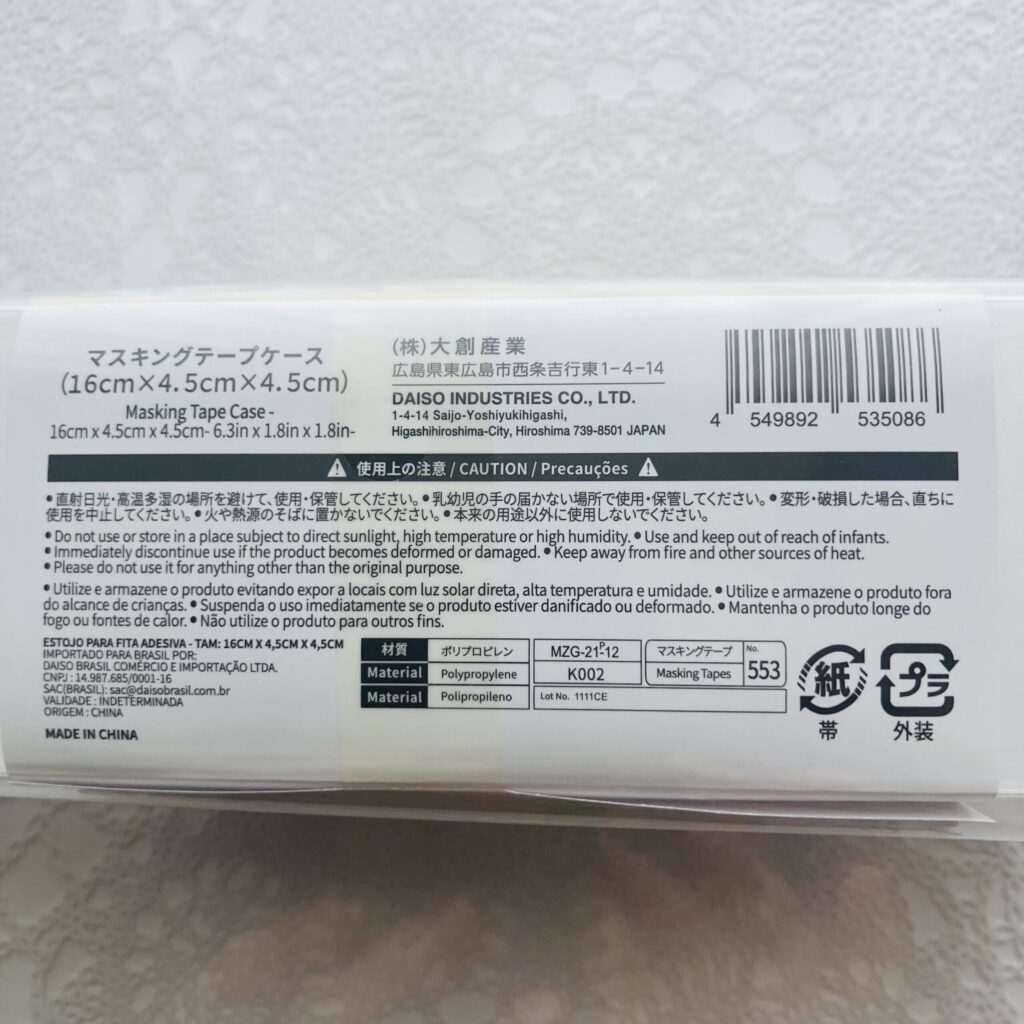 マスキングテープケース
(16cm×4.5cm×4.5cm)
Masking Tape Case -
16cm x 4.5cm x 4.5cm- 6.3in x 1.8in x 1.8in-
(株)大創産業
広島県東広島市西条吉行東1-4-14
DAISO INDUSTRIES CO., LTD.
1-4-14 Saijo-Yoshiyukihigashi,
Higashihiroshima-City, Hiroshima 739-8501 JAPAN
4 549892 535086
使用上の注意 / CAUTION / Precauções
●直射日光・高温多湿の場所を避けて、使用・保管してください。●乳幼児の手の届かない場所で使用・保管してください。●変形・破損した場合、直ちに
使用を中止してください。●火や熱源のそばに置かないでください。●本来の用途以外に使用しないでください。
● Do not use or store in a place subject to direct sunlight, high temperature or high humidity. ● Use and keep out of reach of infants.
● Immediately discontinue use if the product becomes deformed or damaged. ● Keep away from fire and other sources of heat.
● Please do not use it for anything other than the original purpose.
● Utilize e armazene o produto evitando expor a locais com luz solar direta, alta temperatura e umidade. ● Utilize e armazene o produto fora
do alcance de crianças. ● Suspenda o uso imediatamente se o produto estiver danificado ou deformado. ● Mantenha o produto longe do
fogo ou fontes de calor. ● Não utilize o produto para outros fins.
ESTOJO PARA FITA ADESIVA - TAM: 16CM X 4,5CM X 4,5CM
IMPORTADO PARA BRASIL POR:
DAISO BRASIL COMÉRCIO E IMPORTAÇÃO LTDA.
CNPJ : 14.987.685/0001-16
SAC(BRASIL): sac@daisobrasil.com.br
VALIDADE : INDETERMINADA
ORIGEM : CHINA
MADE IN CHINA
材質 ポリプロピレン
Material Polypropylene
Material Polipropileno
MZG-21-P-12
K002
Lot No. 1111CE
マスキングテープ
Masking Tapes
No.
553
紙
帯
プラ
外装